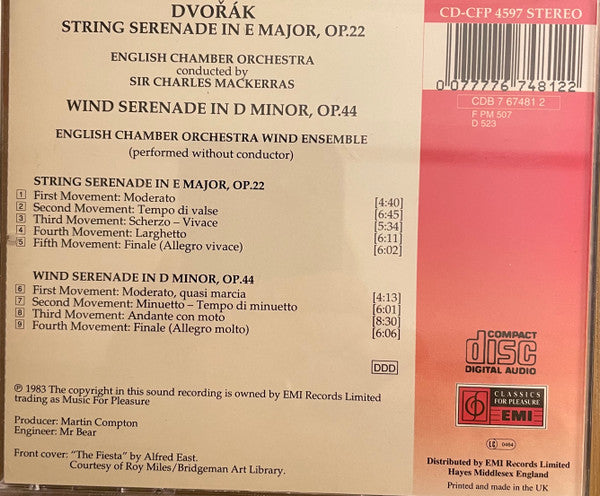 DVOŘÁK
STRING SERENADE IN E MAJOR, OP.22
ENGLISH CHAMBER ORCHESTRA
conducted by
SIR CHARLES MACKERRAS
WIND SERENADE IN D MINOR, OP.44
ENGLISH CHAMBER ORCHESTRA WIND ENSEMBLE
(performed without conductor)
STRING SERENADE IN E MAJOR, OP.22
1 First Movement: Moderato [4:40]
2 Second Movement: Tempo di valse [6:45]
3 Third Movement: Scherzo – Vivace [5:34]
4 Fourth Movement: Larghetto [6:11]
5 Fifth Movement: Finale (Allegro vivace) [6:02]
WIND SERENADE IN D MINOR, OP.44
6 First Movement: Moderato, quasi marcia [4:13]
7 Second Movement: Minuetto – Tempo di minuetto [6:01]
8 Third Movement: Andante con moto [8:30]
9 Fourth Movement: Finale (Allegro molto) [6:06]
DDD
℗ 1983 The copyright in this sound recording is owned by EMI Records Limited
trading as Music For Pleasure
Producer: Martin Compton
Engineer: Mr Bear
Front cover: "The Fiesta" by Alfred East.
Courtesy of Roy Miles/Bridgeman Art Library.
CD-CFP 4597 STEREO
0 077776 748122
CDB 7 67481 2
F PM 507
D 523
COMPACT
disc
DIGITAL AUDIO
CLASSICS
FOR PLEASURE
EMI
LC 0464
Distributed by EMI Records Limited
Hayes Middlesex England
Printed and made in the UK